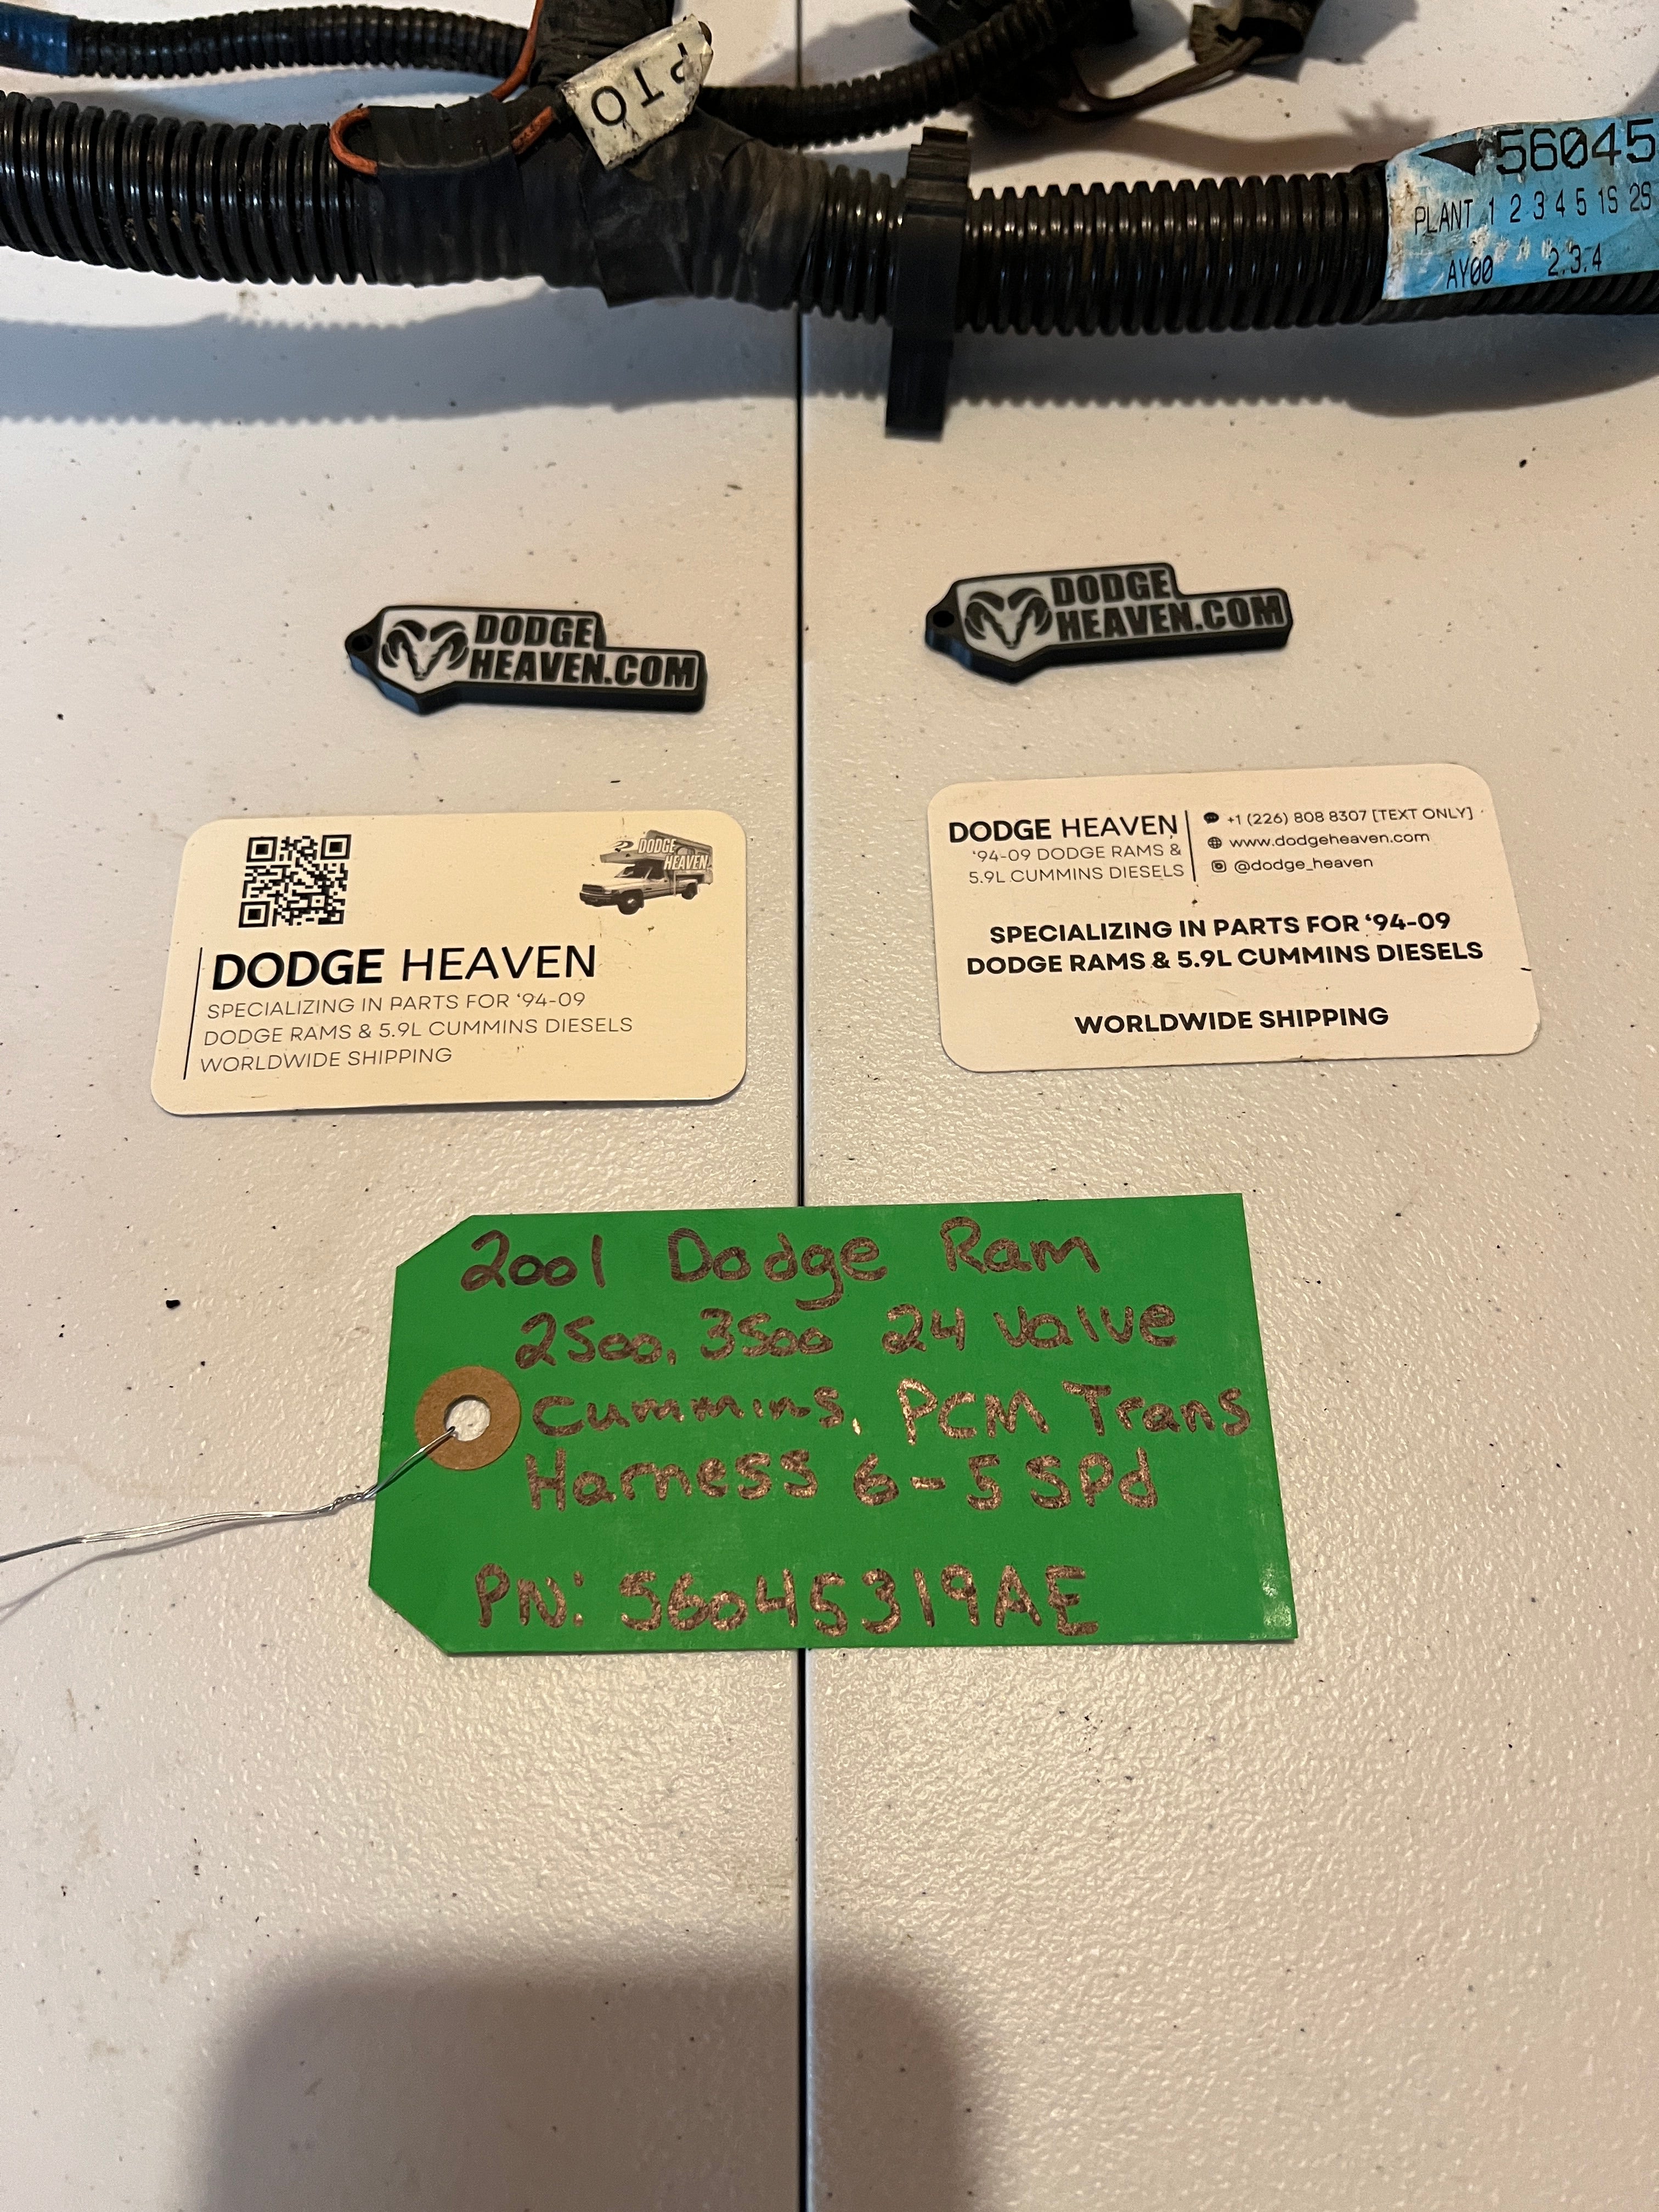 PTO
56045
PLANT 1 2 3 4 5 1S 2S
AY00 2.3.4
DODGE
HEAVEN.COM
DODGE
HEAVEN.COM
DODGE
HEAVEN
DODGE HEAVEN
SPECIALIZING IN PARTS FOR ‘94-09
DODGE RAMS & 5.9L CUMMINS DIESELS
WORLDWIDE SHIPPING
DODGE HEAVEN
‘94-09 DODGE RAMS &
5.9L CUMMINS DIESELS
+1 (226) 808 8307 [TEXT ONLY]
www.dodgeheaven.com
@dodge_heaven
SPECIALIZING IN PARTS FOR ‘94-09
DODGE RAMS & 5.9L CUMMINS DIESELS
WORLDWIDE SHIPPING
2001 Dodge Ram
2500, 3500 24 Valve
Cummins, PCM Trans
Harness 6-5 SPd
PN: 56045319AE